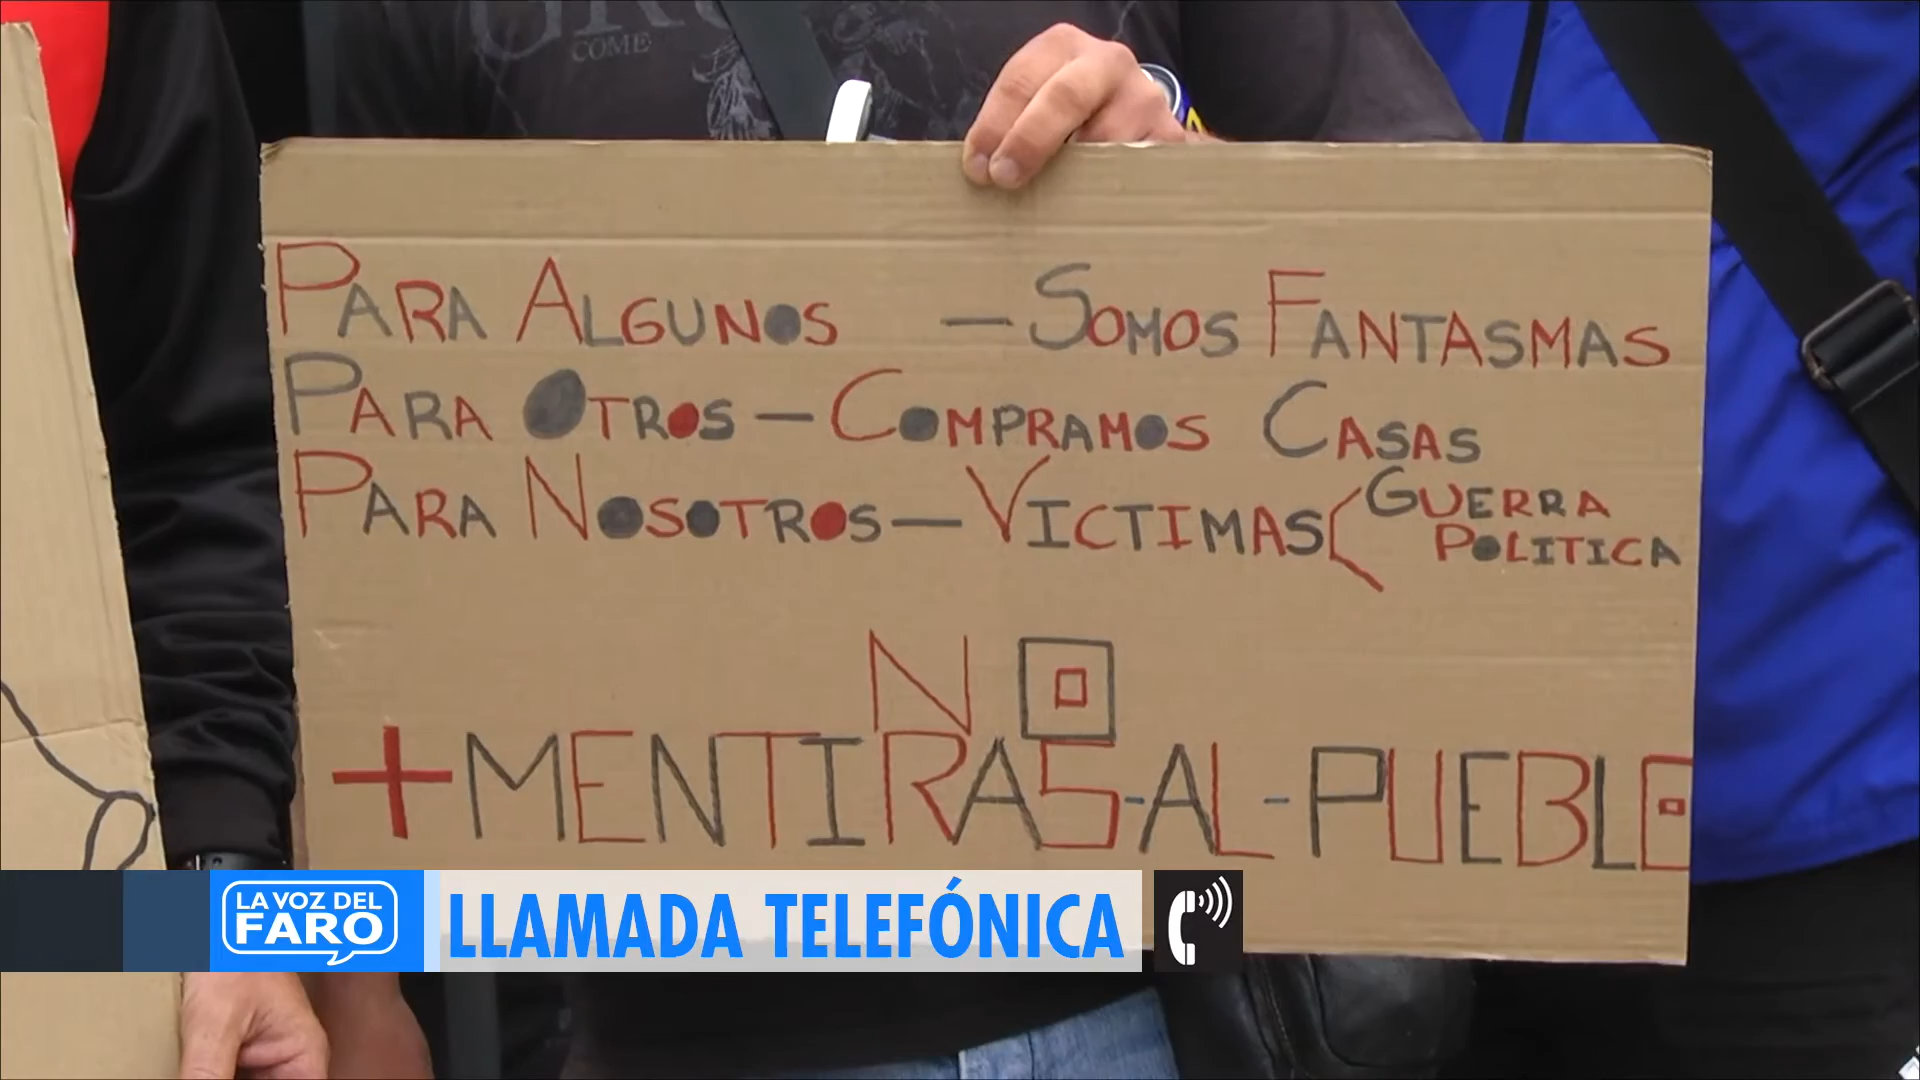 COME
PARA ALGUNOS — SOMOS FANTASMAS
PARA OTROS — COMPRAMOS CASAS
PARA NOSOTROS — VICTIMAS GUERRA
POLITICA
NO
+MENTIRAS-AL-PUEBLO
LA VOZ DEL
FARO
LLAMADA TELEFÓNICA